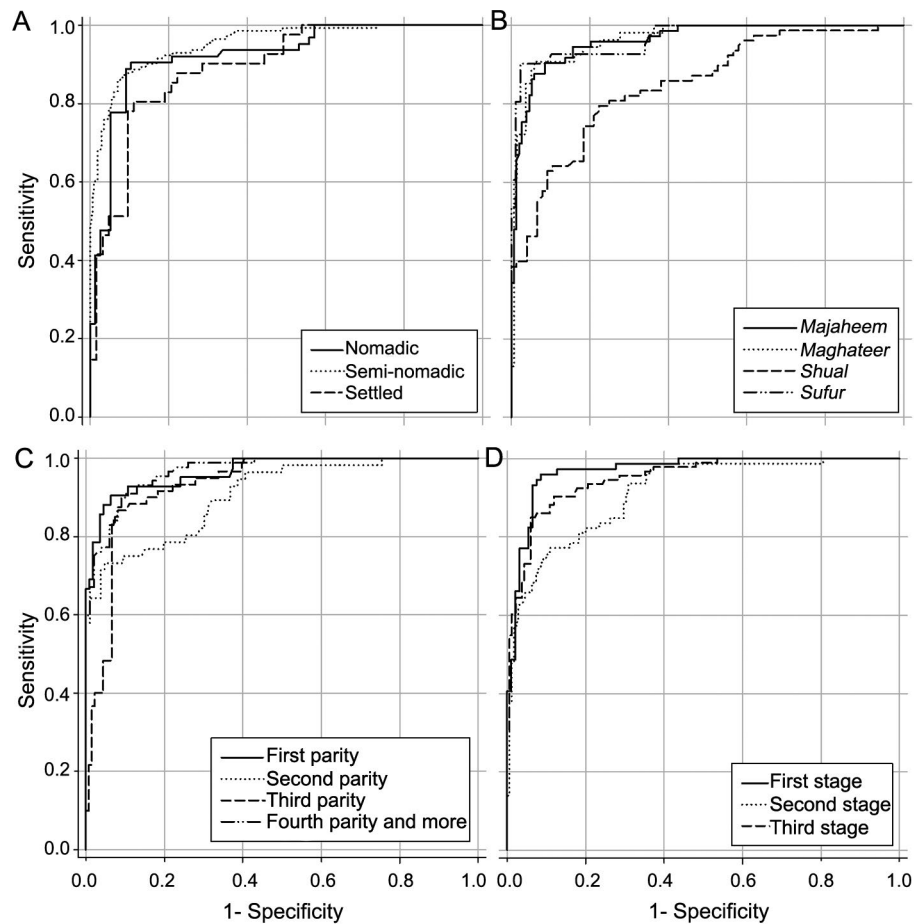 A
1.0
0.8
0.6
0.4
0.2
0.0
Sensitivity
Nomadic
Semi-nomadic
Settled
B
Majaheem
Maghateer
Shual
Sufur
C
1.0
0.8
0.6
0.4
0.2
0.0
Sensitivity
First parity
Second parity
Third parity
Fourth parity and more
0.0 0.2 0.4 0.6 0.8 1.0
1- Specificity
D
First stage
Second stage
Third stage
0.0 0.2 0.4 0.6 0.8 1.0
1- Specificity